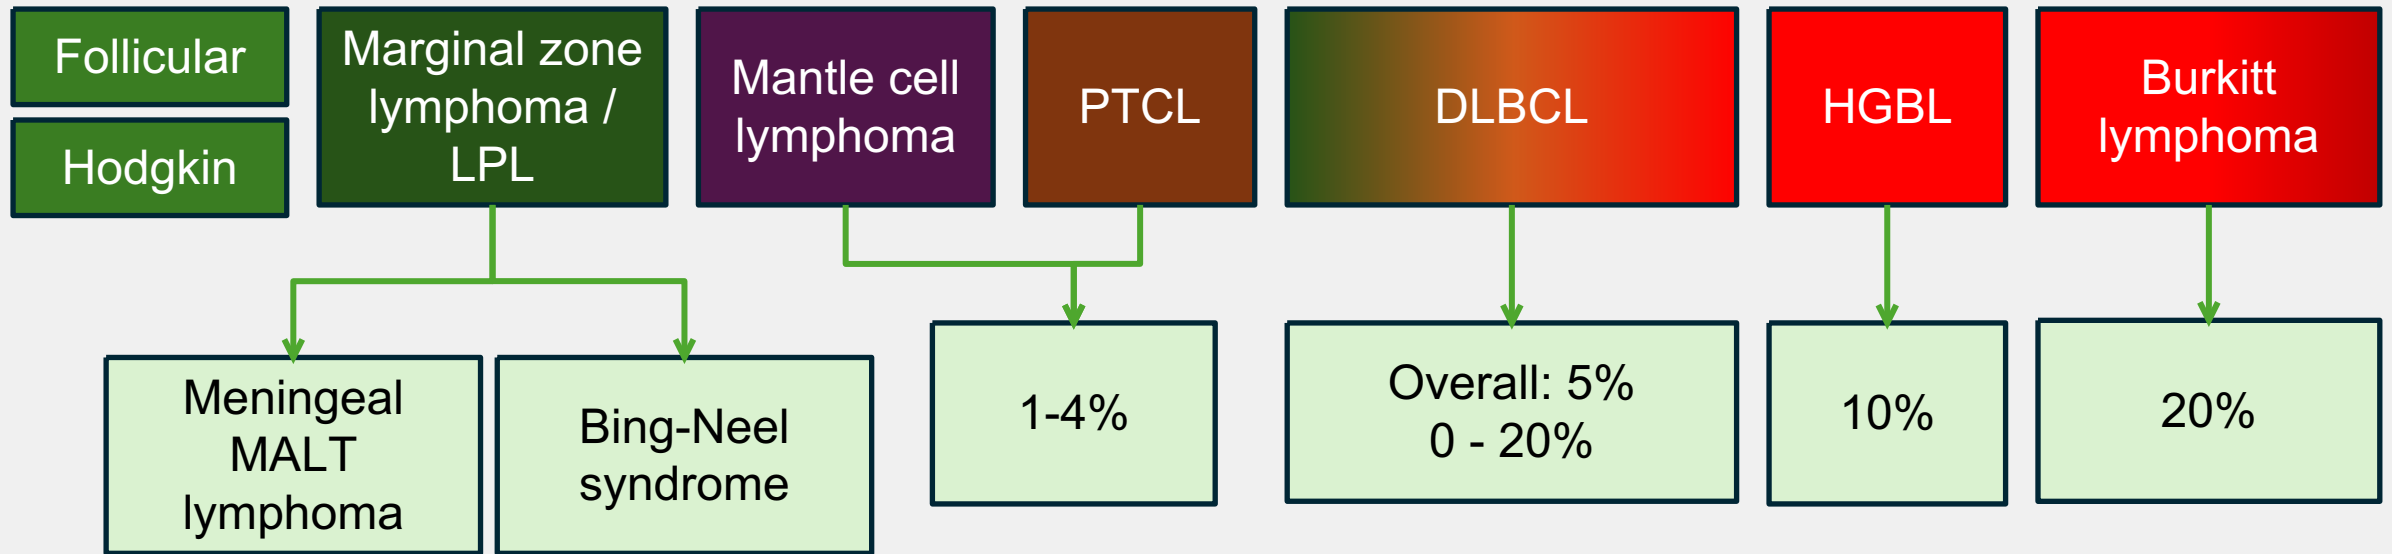 Follicular
Hodgkin
Marginal zone
lymphoma /
LPL
Mantle cell
lymphoma
PTCL
DLBCL
HGBL
Burkitt
lymphoma
Meningeal
MALT
lymphoma
Bing-Neel
syndrome
1-4%
Overall: 5%
0 - 20%
10%
20%